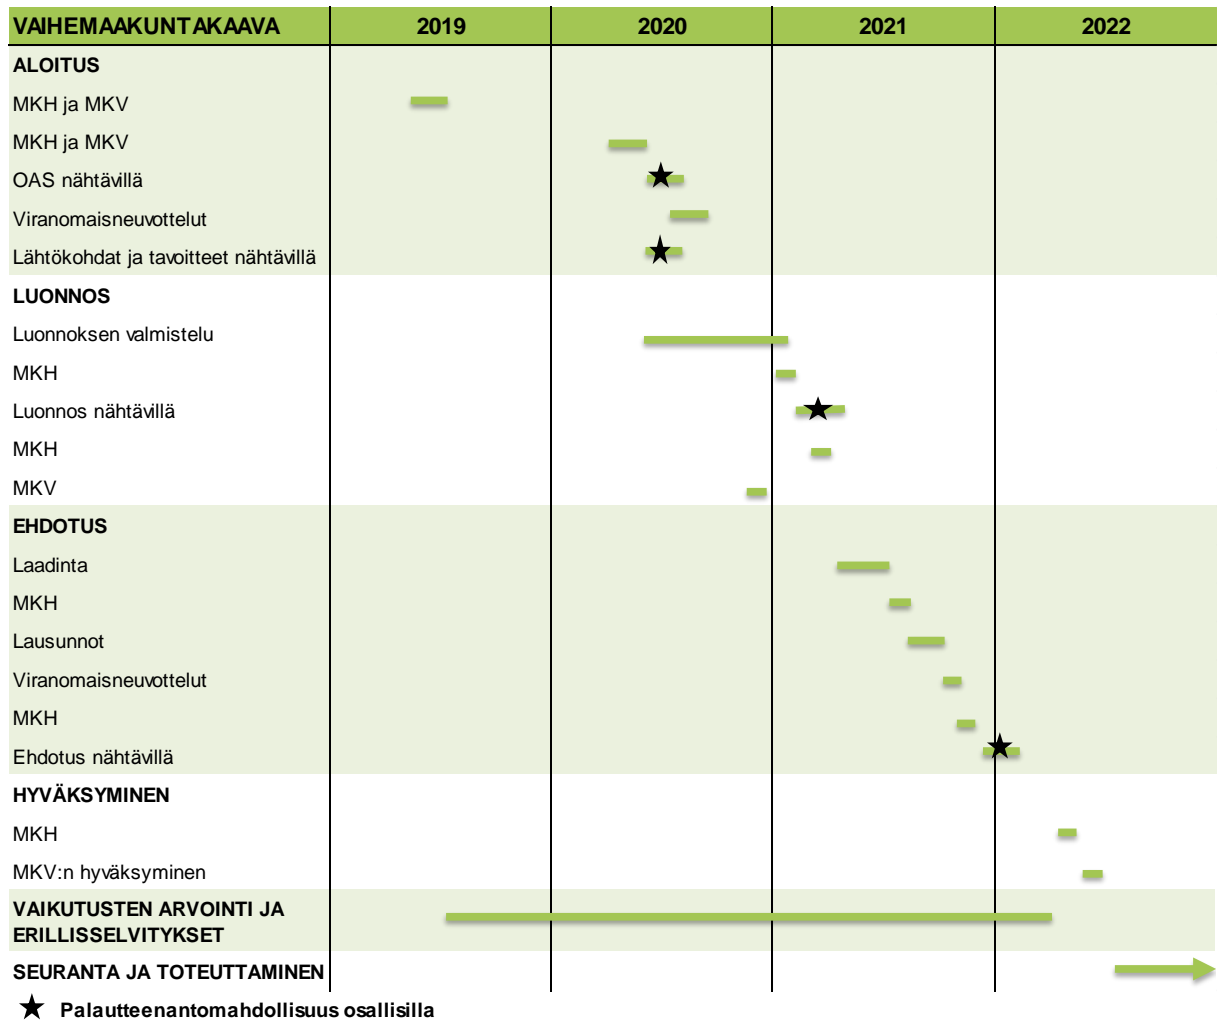 VAIHEMAAKUNTAKAAVA 2019 2020 2021 2022
ALOITUS
MKH ja MKV
MKH ja MKV
OAS nähtävillä
Viranomaisneuvottelut
Lähtökohdat ja tavoitteet nähtävillä
LUONNOS
Luonnoksen valmistelu
MKH
Luonnos nähtävillä
MKH
MKV
EHDOTUS
Laadinta
MKH
Lausunnot
Viranomaisneuvottelut
MKH
Ehdotus nähtävillä
HYVÄKSYMINEN
MKH
MKV:n hyväksyminen
VAIKUTUSTEN ARVOINTI JA
ERILLISSELVITYKSET
SEURANTA JA TOTEUTTAMINEN
Palautteenantomahdollisuus osallisilla